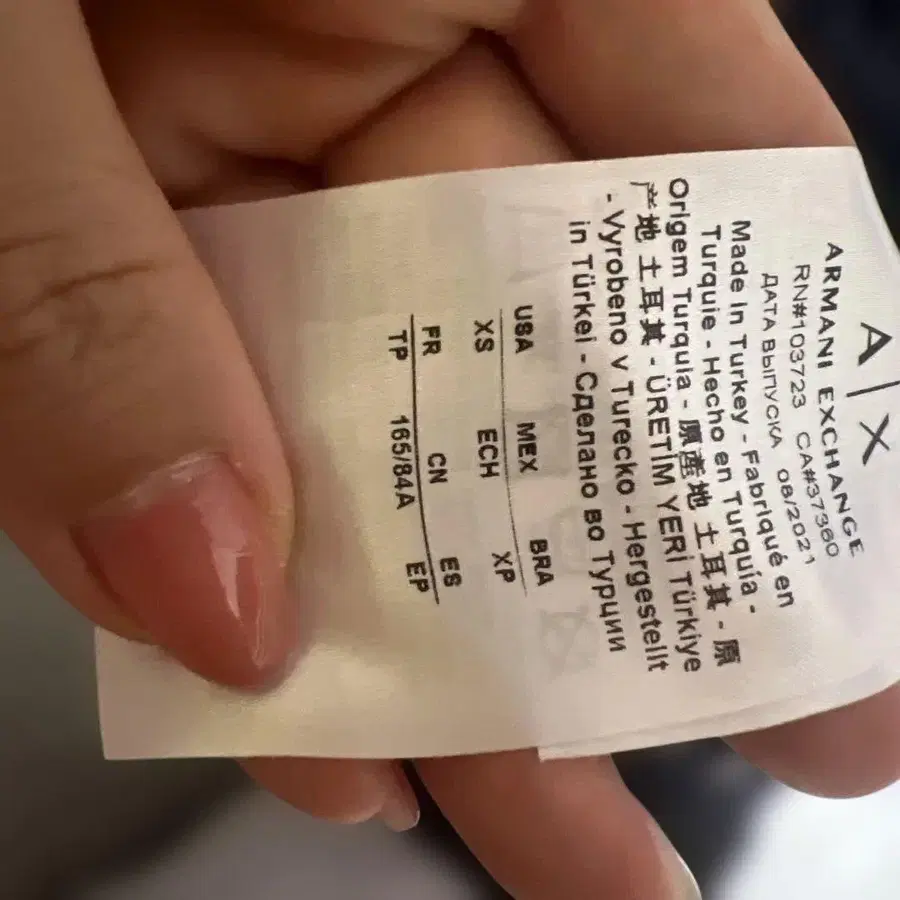 A|X
ARMANI EXCHANGE
RN#103723 CA#37360
ДАТА ВЫПУСКА 08/2021
Made in Turkey - Fabriqué en
Turquie - Hecho en Turquía -
Origem Turquia - 原產地 土耳其 - 原
产地 土耳其 - ÜRETİM YERİ Türkiye
- Vyrobeno v Turecko - Hergestellt
in Türkei - Сделано во Турции
USA MEX BRA
XS ECH XP
FR CN ES
TP 165/84A EP